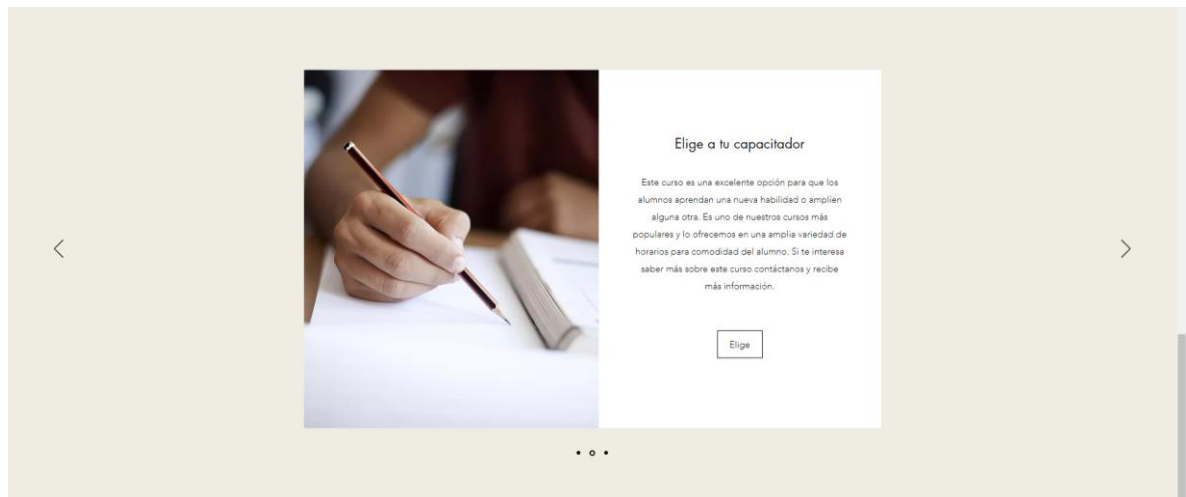 Elige a tu capacitador
Este curso es una excelente opción para que los
alumnos aprendan una nueva habilidad o amplíen
alguna otra. Es uno de nuestros cursos más
populares y lo ofrecemos en una amplia variedad de
horarios para comodidad del alumno. Si te interesa
saber más sobre este curso contáctanos y recibe
más información.
Elige